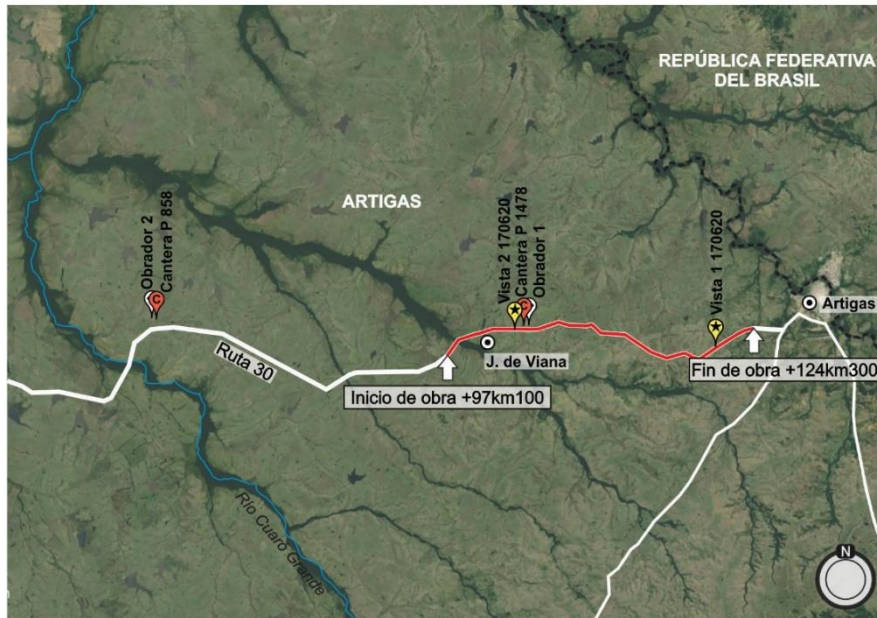 REPÚBLICA FEDERATIVA
DEL BRASIL
ARTIGAS
Obrador 2
Cantera P 858
Vista 2 170620
Cantera P 1478
Obrador 1
Vista 1 170620
Artigas
Ruta 30
J. de Viana
Inicio de obra +97km100
Fin de obra +124km300
Río Cuaró Grande
C
C
N